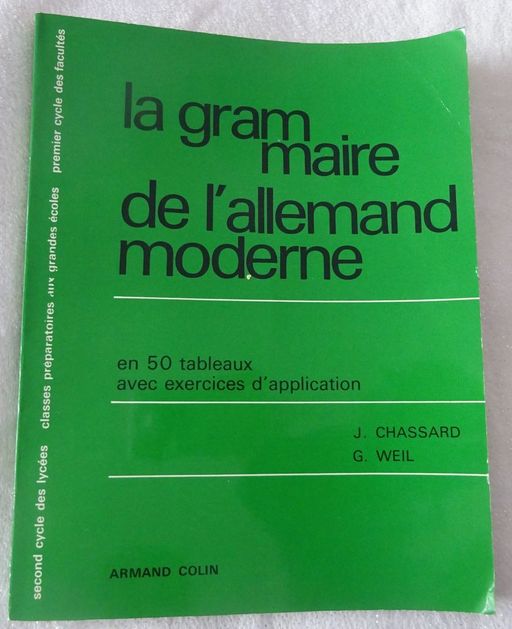 la gram
maire
de l'allemand
moderne
en 50 tableaux
avec exercices d'application
J. CHASSARD
G. WEIL
ARMAND COLIN
second cycle des lycées classes préparatoires aux grandes écoles premier cycle des facultés